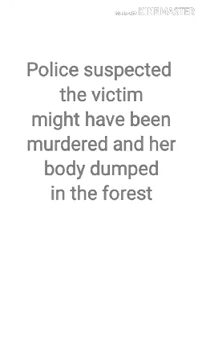 KINEMASTER
Police suspected
the victim
might have been
murdered and her
body dumped
in the forest